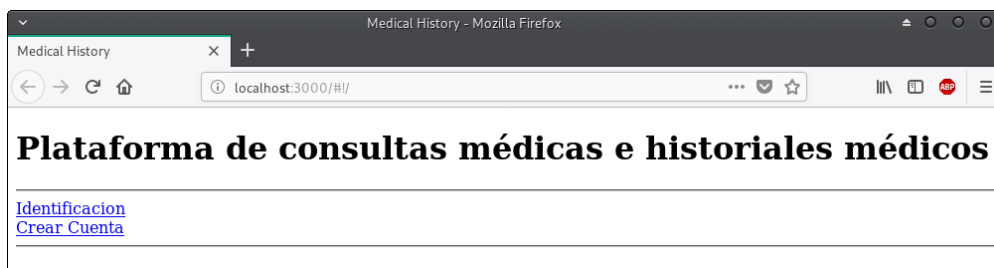 Medical History - Mozilla Firefox
Medical History
localhost:3000/#!/
ABP
Plataforma de consultas médicas e historiales médicos
Identificacion
Crear Cuenta